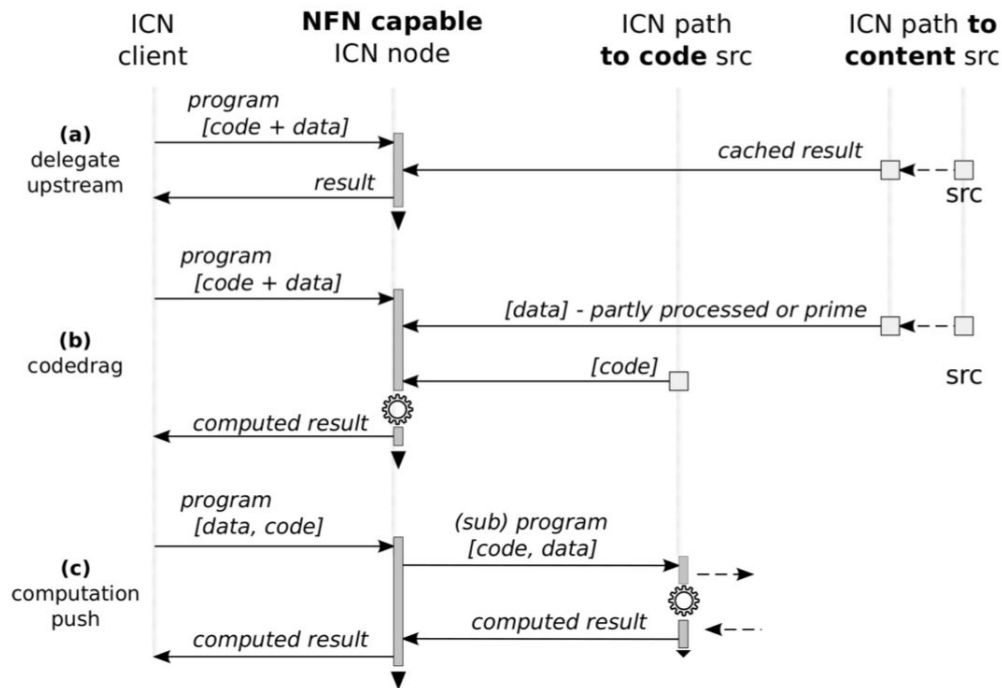 ICN
client
NFN capable
ICN node
ICN path
to code src
ICN path to
content src
(a)
delegate
upstream
program
[code + data]
cached result
result
src
(b)
codedrag
program
[code + data]
[data] - partly processed or prime
[code]
src
computed result
(c)
computation
push
program
[data, code]
(sub) program
[code, data]
computed result
computed result